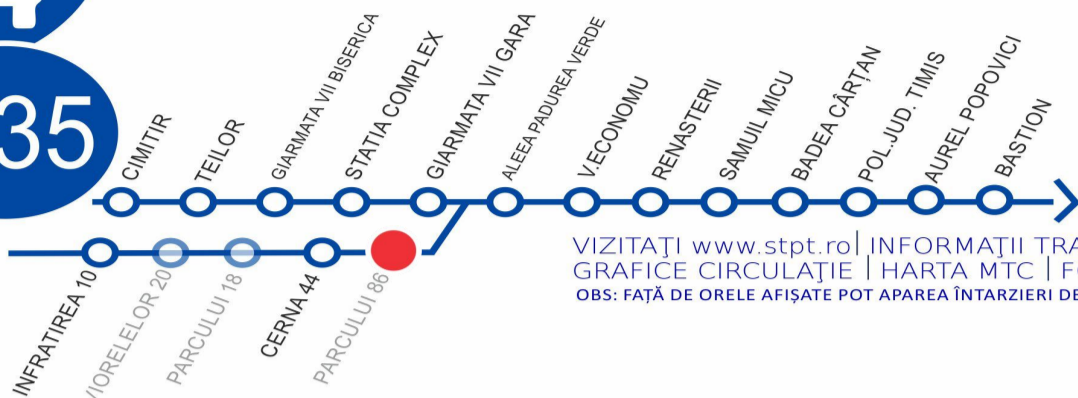 35
CIMITIR
TEILOR
GIARMATA VII BISERICA
STATIA COMPLEX
GIARMATA VII GARA
ALEEA PADUREA VERDE
V.ECONOMU
RENASTERII
SAMUIL MICU
BADEA CÂRȚAN
POL.JUD. TIMIS
AUREL POPOVICI
BASTION
INFRATIREA 10
VIORELELOR 20
PARCULUI 18
CERNA 44
PARCULUI 86
VIZITAȚI www.stpt.ro| INFORMAȚII TRA
GRAFICE CIRCULAȚIE | HARTA MTC | F
OBS: FAȚĂ DE ORELE AFIȘATE POT APAREA ÎNTARZIERI DE